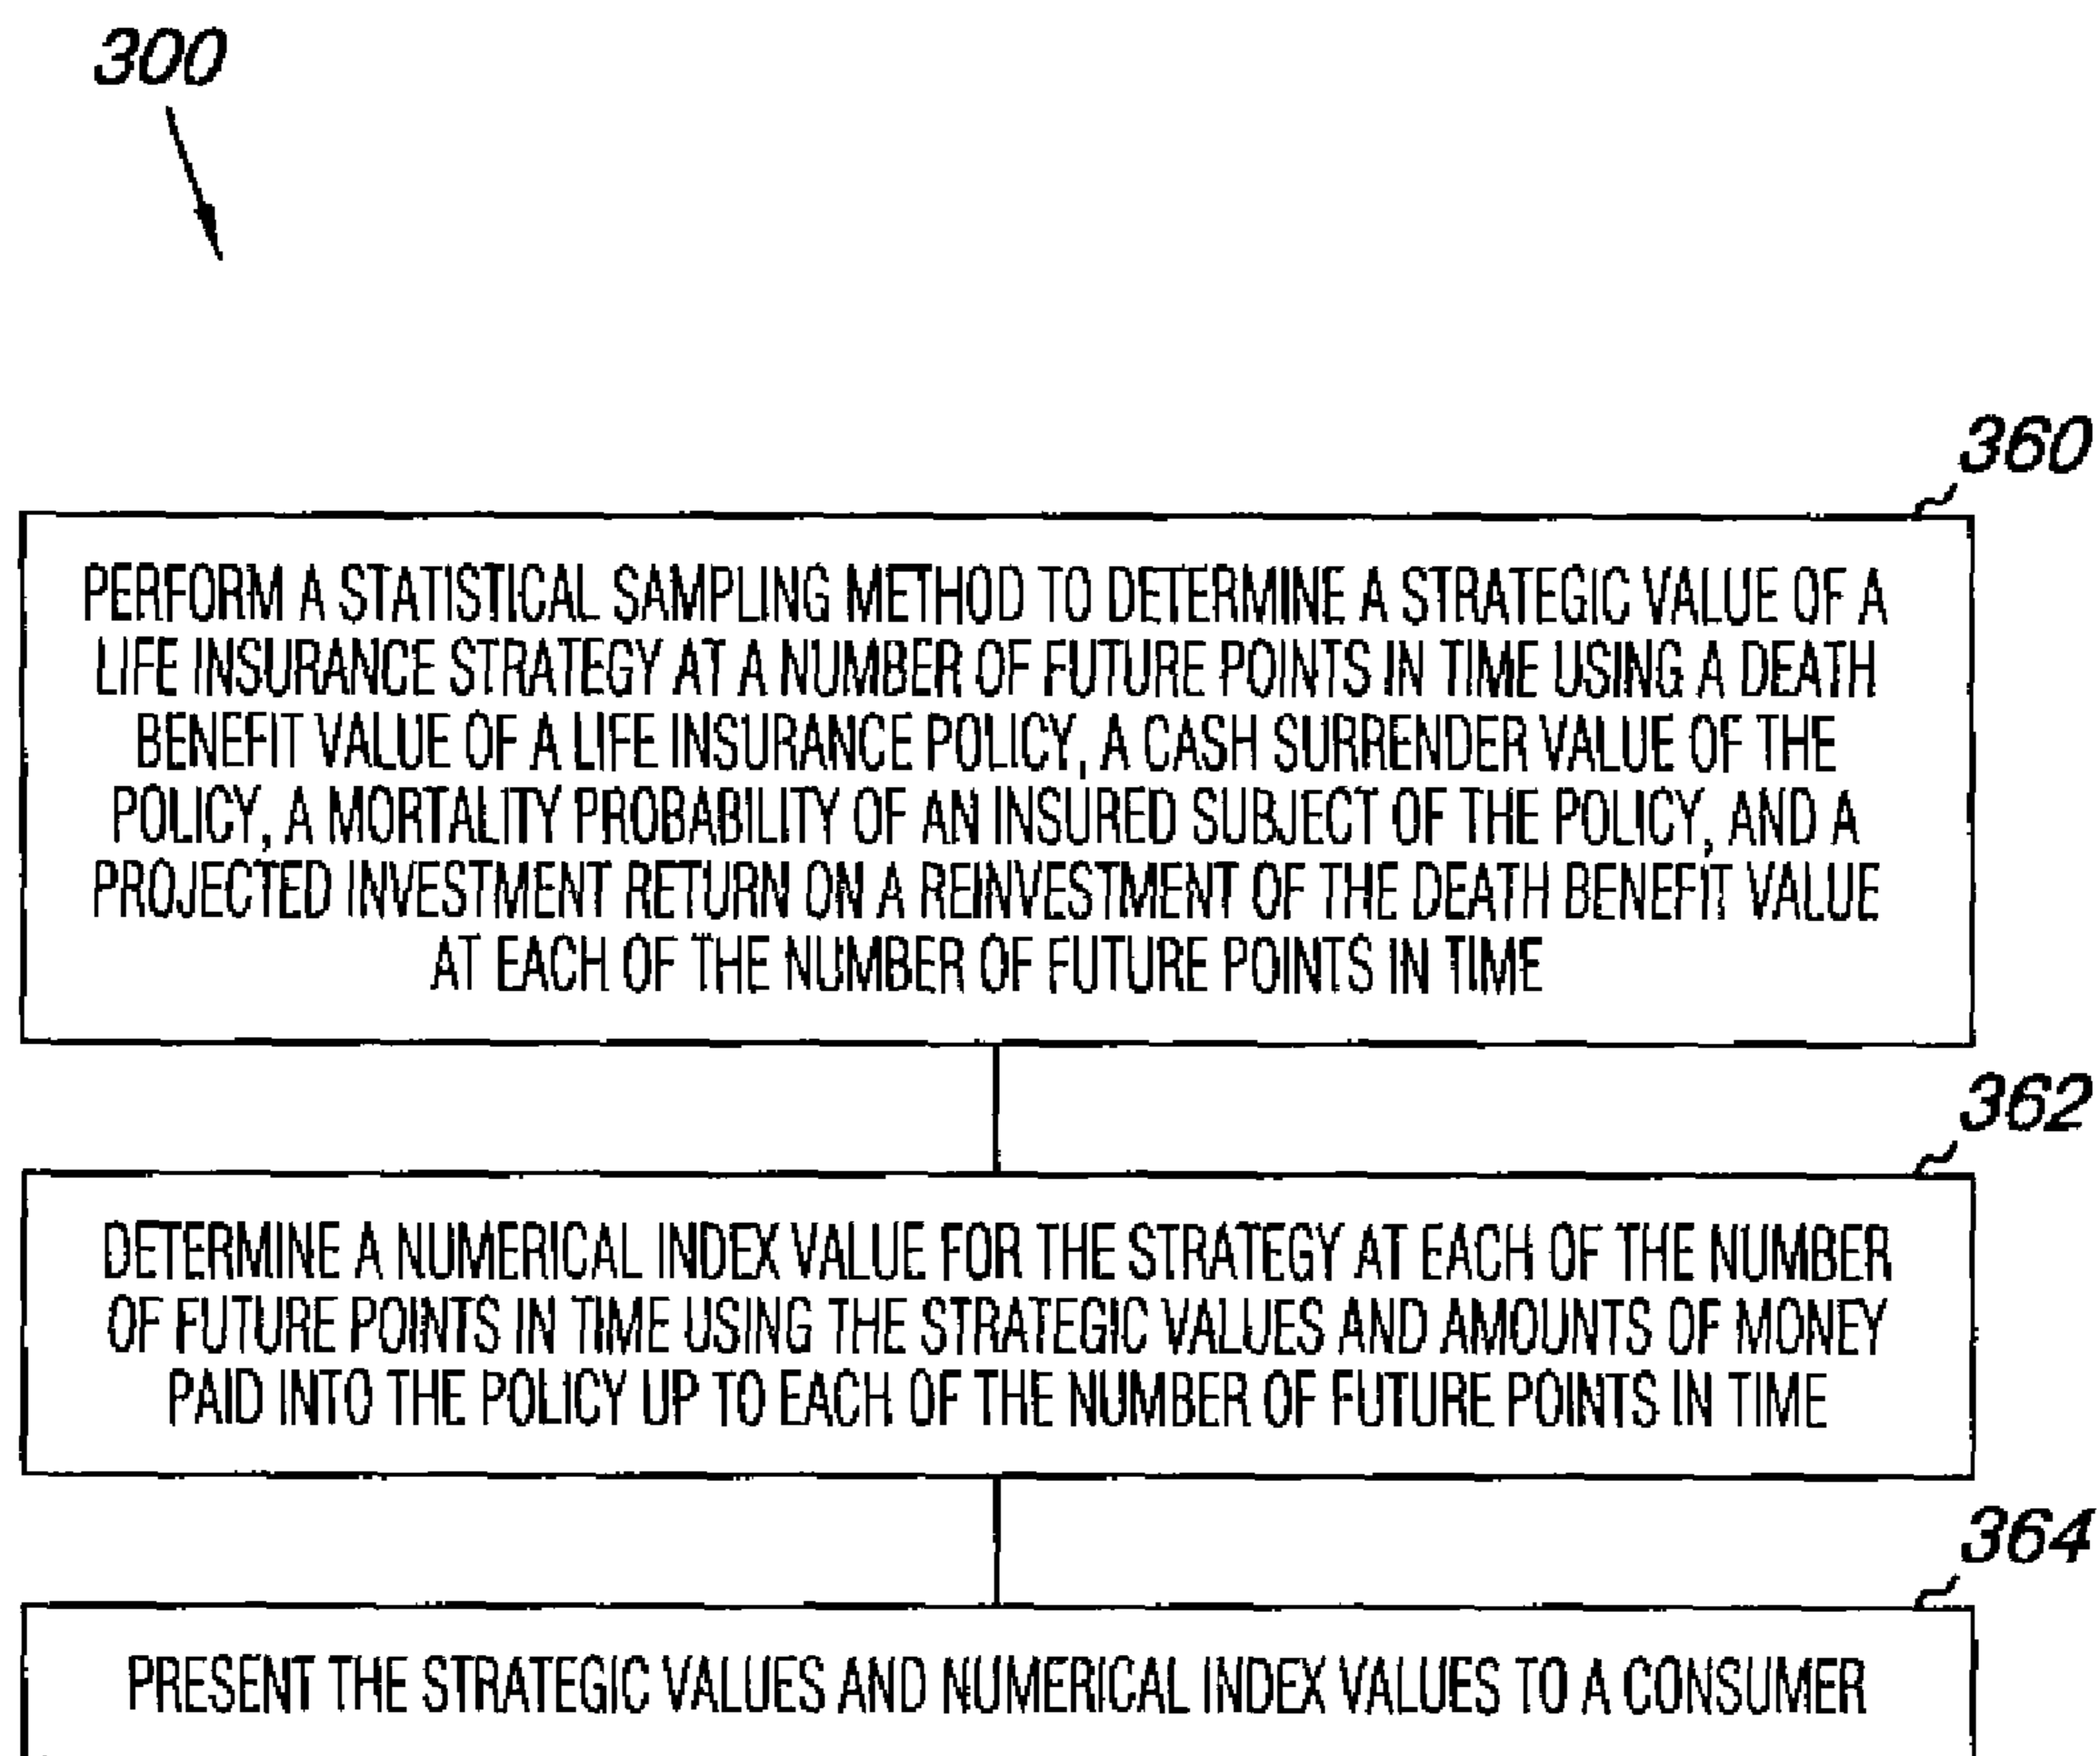 300
360
PERFORM A STATISTICAL SAMPLING METHOD TO DETERMINE A STRATEGIC VALUE OF A
LIFE INSURANCE STRATEGY AT A NUMBER OF FUTURE POINTS IN TIME USING A DEATH
BENEFIT VALUE OF A LIFE INSURANCE POLICY, A CASH SURRENDER VALUE OF THE
POLICY, A MORTALITY PROBABILITY OF AN INSURED SUBJECT OF THE POLICY, AND A
PROJECTED INVESTMENT RETURN ON A REINVESTMENT OF THE DEATH BENEFIT VALUE
AT EACH OF THE NUMBER OF FUTURE POINTS IN TIME
362
DETERMINE A NUMERICAL INDEX VALUE FOR THE STRATEGY AT EACH OF THE NUMBER
OF FUTURE POINTS IN TIME USING THE STRATEGIC VALUES AND AMOUNTS OF MONEY
PAID INTO THE POLICY UP TO EACH OF THE NUMBER OF FUTURE POINTS IN TIME
364
PRESENT THE STRATEGIC VALUES AND NUMERICAL INDEX VALUES TO A CONSUMER